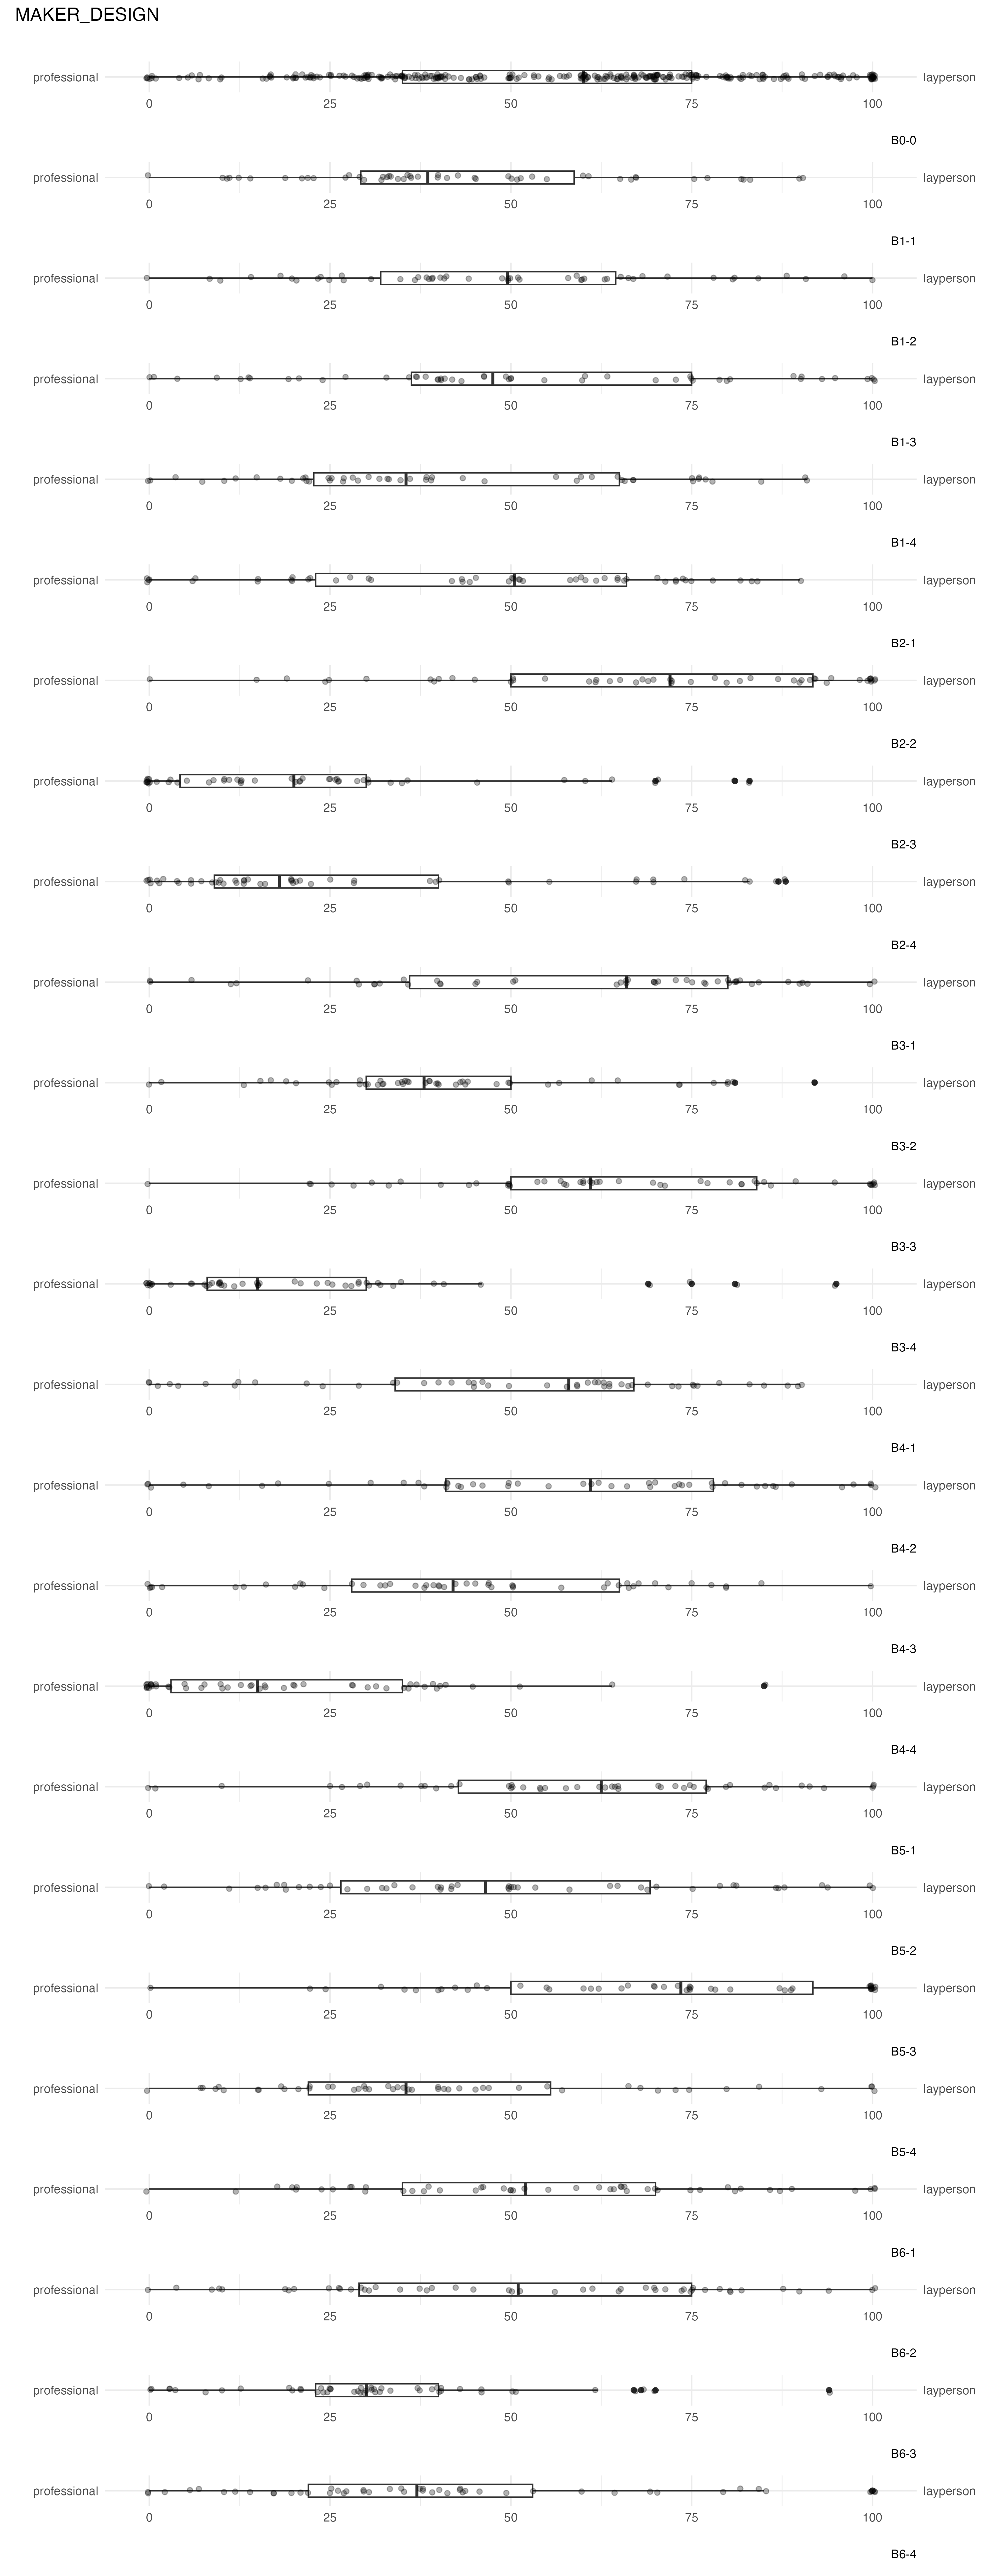 MAKER_DESIGN
professional layperson
0 25 50 75 100
B0-0
professional layperson
0 25 50 75 100
B1-1
professional layperson
0 25 50 75 100
B1-2
professional layperson
0 25 50 75 100
B1-3
professional layperson
0 25 50 75 100
B1-4
professional layperson
0 25 50 75 100
B2-1
professional layperson
0 25 50 75 100
B2-2
professional layperson
0 25 50 75 100
B2-3
professional layperson
0 25 50 75 100
B2-4
professional layperson
0 25 50 75 100
B3-1
professional layperson
0 25 50 75 100
B3-2
professional layperson
0 25 50 75 100
B3-3
professional layperson
0 25 50 75 100
B3-4
professional layperson
0 25 50 75 100
B4-1
professional layperson
0 25 50 75 100
B4-2
professional layperson
0 25 50 75 100
B4-3
professional layperson
0 25 50 75 100
B4-4
professional layperson
0 25 50 75 100
B5-1
professional layperson
0 25 50 75 100
B5-2
professional layperson
0 25 50 75 100
B5-3
professional layperson
0 25 50 75 100
B5-4
professional layperson
0 25 50 75 100
B6-1
professional layperson
0 25 50 75 100
B6-2
professional layperson
0 25 50 75 100
B6-3
professional layperson
0 25 50 75 100
B6-4